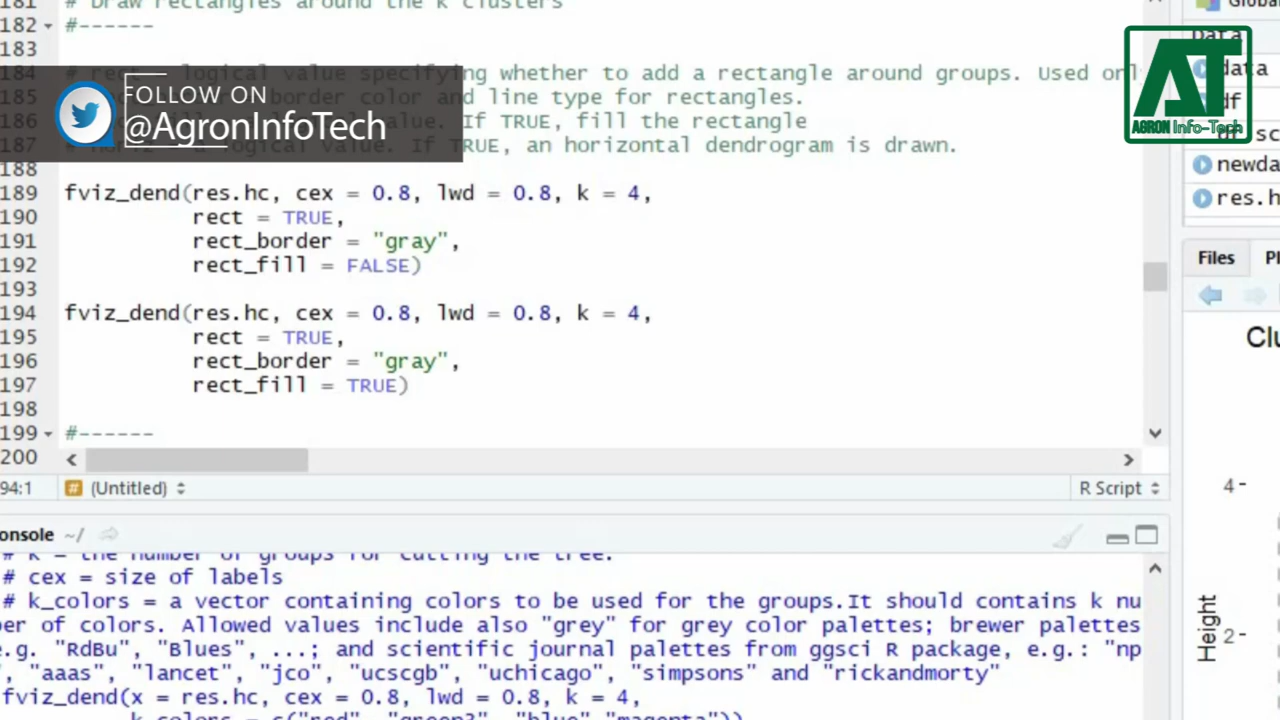 181 # Draw rectangles around the k clusters
182 #------
183
184 # rect = logical value specifying whether to add a rectangle around groups. Used onl
185 border color and line type for rectangles.
186 value. If TRUE, fill the rectangle
187 logical value. If TRUE, an horizontal dendrogram is drawn.
188
189 fviz_dend(res.hc, cex = 0.8, lwd = 0.8, k = 4,
190 rect = TRUE,
191 rect_border = "gray",
192 rect_fill = FALSE)
193
194 fviz_dend(res.hc, cex = 0.8, lwd = 0.8, k = 4,
195 rect = TRUE,
196 rect_border = "gray",
197 rect_fill = TRUE)
198
199 #------
200
94:1 # (Untitled) R Script
FOLLOW ON
@AgronInfoTech
AT
AGRON Info-Tech
Data
data
df
newda
res.h
Files Pl
Clu
4
Height
2
onsole ~/
# k = the number of groups for cutting the tree.
# cex = size of labels
# k_colors = a vector containing colors to be used for the groups.It should contains k nu
er of colors. Allowed values include also "grey" for grey color palettes; brewer palettes
e.g. "RdBu", "Blues", ...; and scientific journal palettes from ggsci R package, e.g.: "np
", "aaas", "lancet", "jco", "ucscgb", "uchicago", "simpsons" and "rickandmorty"
fviz_dend(x = res.hc, cex = 0.8, lwd = 0.8, k = 4,
k_colors = c("red", "green3", "blue","magenta"))